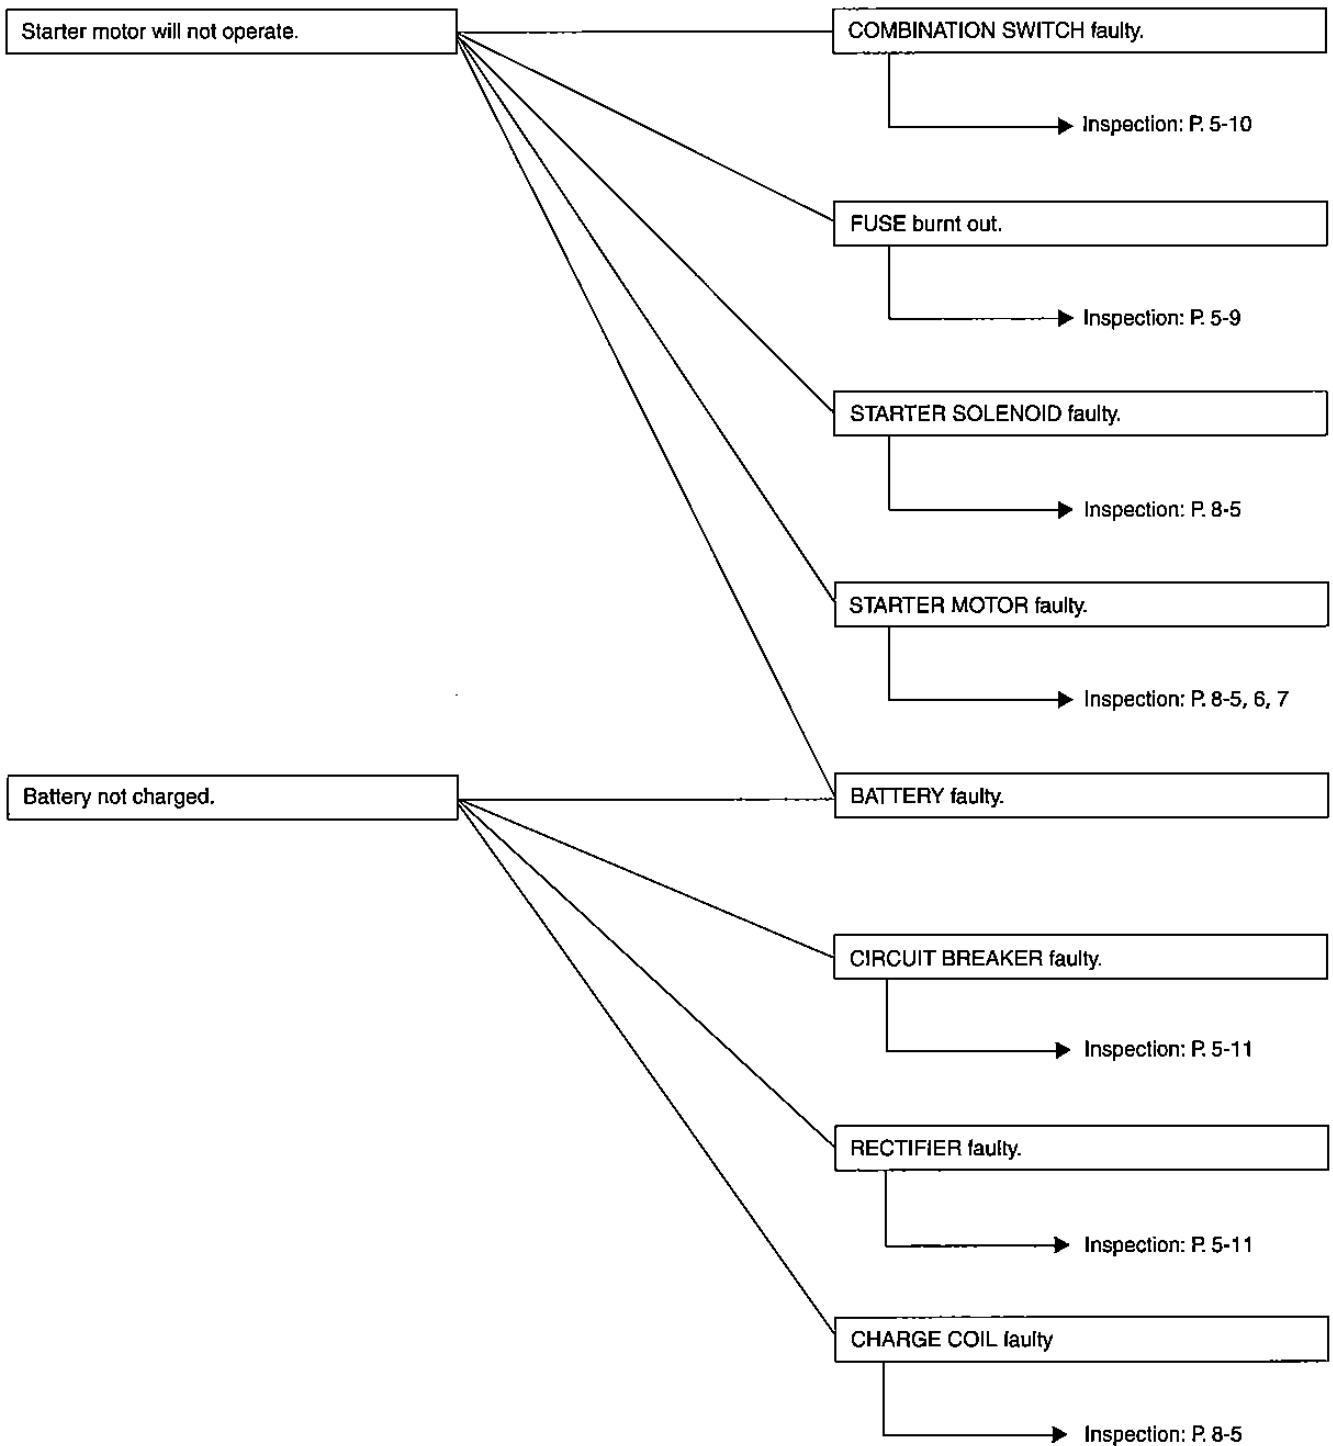 Starter motor will not operate.
COMBINATION SWITCH faulty.
Inspection: P. 5-10
FUSE burnt out.
Inspection: P. 5-9
STARTER SOLENOID faulty.
Inspection: P. 8-5
STARTER MOTOR faulty.
Inspection: P. 8-5, 6, 7
Battery not charged.
BATTERY faulty.
CIRCUIT BREAKER faulty.
Inspection: P. 5-11
RECTIFIER faulty.
Inspection: P. 5-11
CHARGE COIL faulty
Inspection: P. 8-5